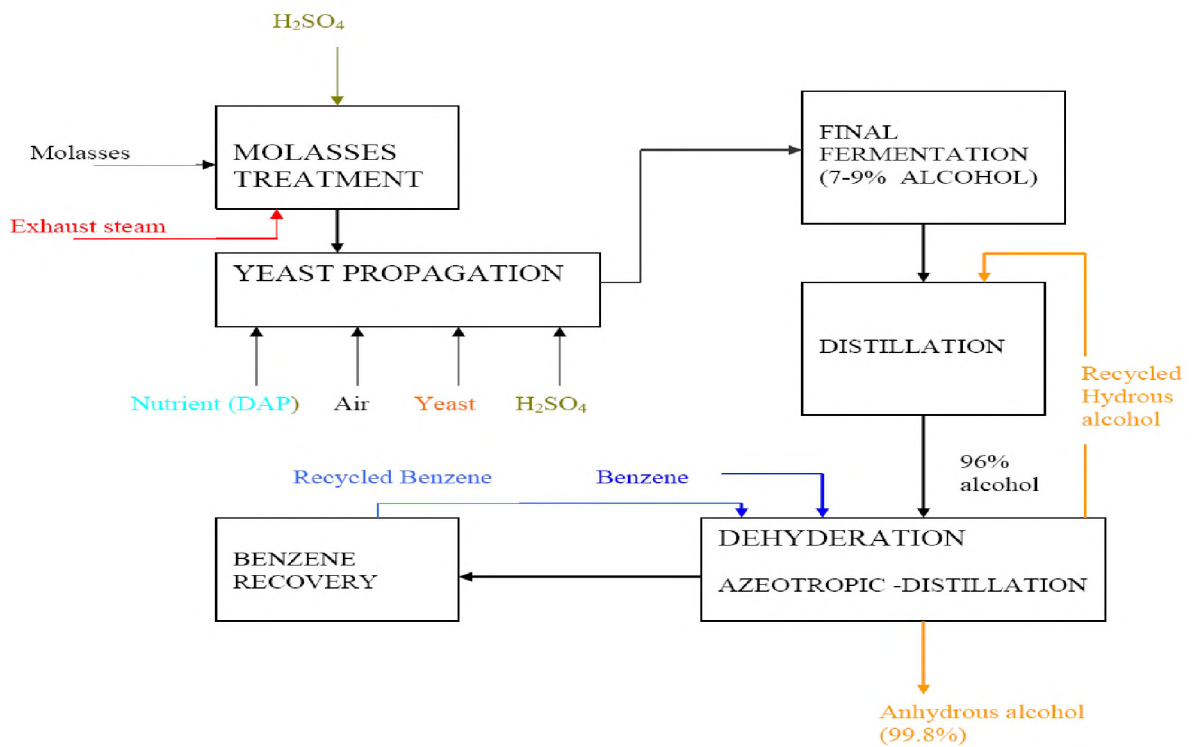 H₂SO₄
Molasses
MOLASSES
TREATMENT
Exhaust steam
YEAST PROPAGATION
Nutrient (DAP)
Air
Yeast
H₂SO₄
FINAL
FERMENTATION
(7-9% ALCOHOL)
DISTILLATION
Recycled
Hydrous
alcohol
96%
alcohol
Recycled Benzene
Benzene
BENZENE
RECOVERY
DEHYDERATION
AZEOTROPIC -DISTILLATION
Anhydrous alcohol
(99.8%)